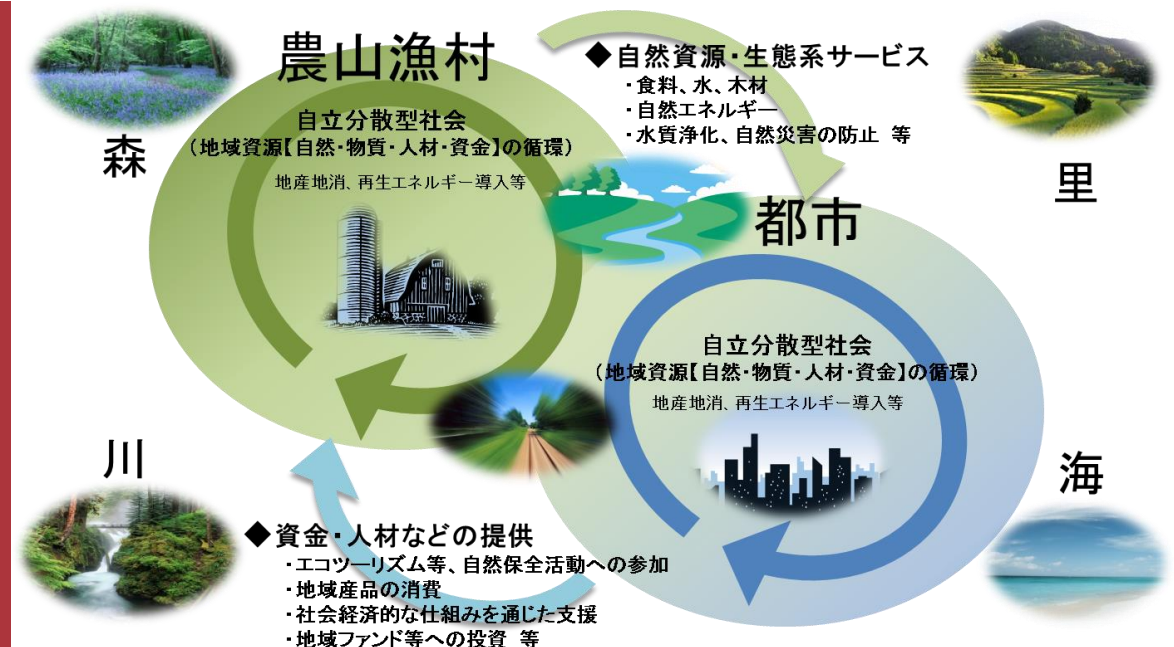 農山漁村
自立分散型社会
(地域資源【自然・物質・人材・資金】の循環)
地産地消、再生エネルギー導入等
森
◆自然資源・生態系サービス
・食料、水、木材
・自然エネルギー
・水質浄化、自然災害の防止 等
里
都市
自立分散型社会
(地域資源【自然・物質・人材・資金】の循環)
地産地消、再生エネルギー導入等
川
◆資金・人材などの提供
・エコツーリズム等、自然保全活動への参加
・地域産品の消費
・社会経済的な仕組みを通じた支援
・地域ファンド等への投資 等
海